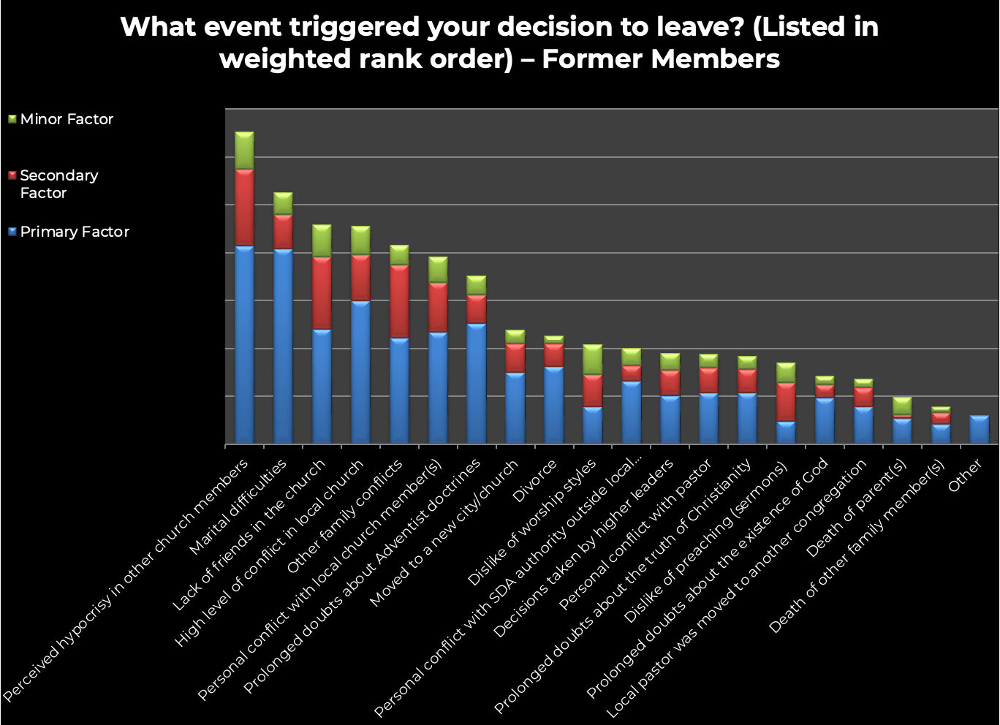 What event triggered your decision to leave? (Listed in
weighted rank order) – Former Members
Minor Factor
Secondary
Factor
Primary Factor
Perceived hypocrisy in other church members
Marital difficulties
Lack of friends in the church
High level of conflict in local church
Other family conflicts
Personal conflict with local church member(s)
Prolonged doubts about Adventist doctrines
Moved to a new city/church
Divorce
Dislike of worship styles
Personal conflict with SDA authority outside local...
Decisions taken by higher leaders
Personal conflict with pastor
Prolonged doubts about the truth of Christianity
Dislike of preaching (sermons)
Prolonged doubts about the existence of God
Local pastor was moved to another congregation
Death of parent(s)
Death of other family member(s)
Other